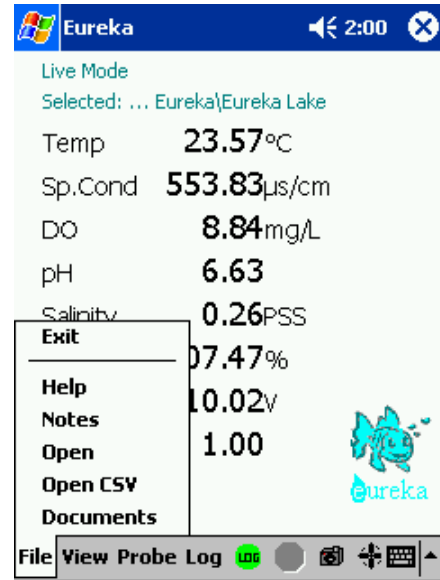 Eureka 2:00
Live Mode
Selected: ... Eureka\Eureka Lake
Temp 23.57°C
Sp.Cond 553.83µs/cm
DO 8.84mg/L
pH 6.63
Salinity 0.26PSS
07.47%
10.02V
1.00
Exit
Help
Notes
Open
Open CSV
Documents
eureka
File View Probe Log LOG